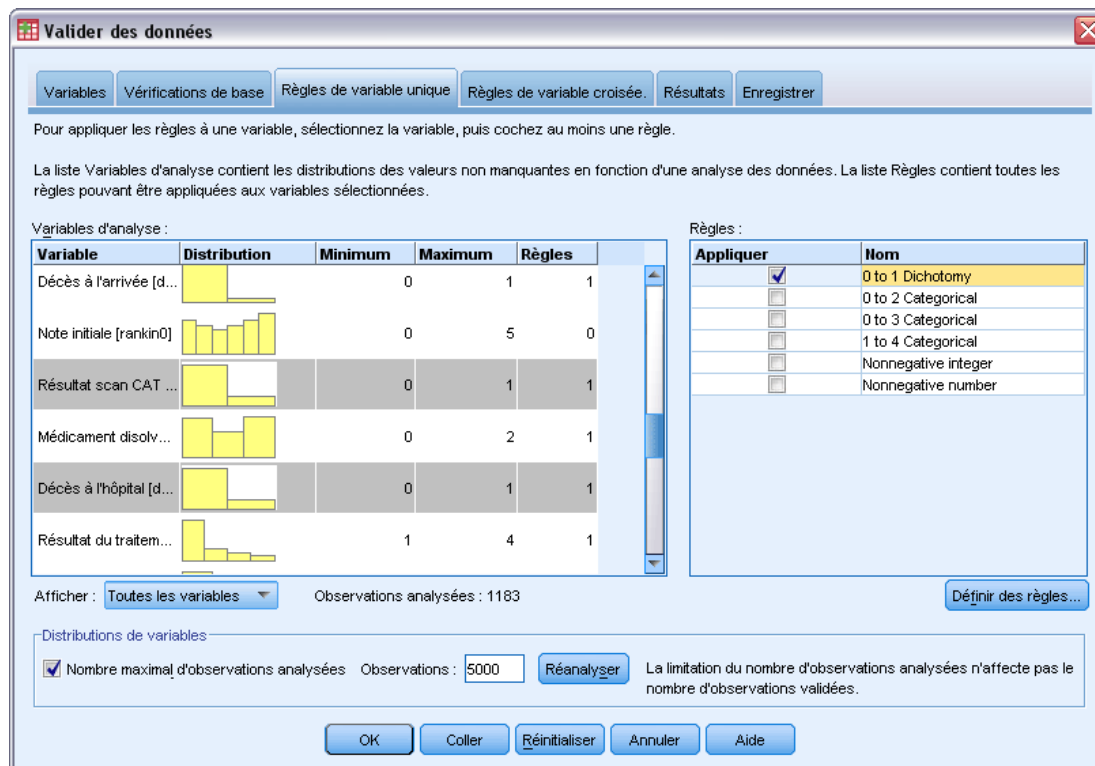 Valider des données
Variables Vérifications de base Règles de variable unique Règles de variable croisée. Résultats Enregistrer
Pour appliquer les règles à une variable, sélectionnez la variable, puis cochez au moins une règle.
La liste Variables d'analyse contient les distributions des valeurs non manquantes en fonction d'une analyse des données. La liste Règles contient toutes les
règles pouvant être appliquées aux variables sélectionnées.
Variables d'analyse :
Variable Distribution Minimum Maximum Règles
Décès à l'arrivée [d... 0 1 1
Note initiale [rankin0] 0 5 0
Résultat scan CAT ... 0 1 1
Médicament disolv... 0 2 1
Décès à l'hôpital [d... 0 1 1
Résultat du traitem... 1 4 1
Règles :
Appliquer Nom
0 to 1 Dichotomy
0 to 2 Categorical
0 to 3 Categorical
1 to 4 Categorical
Nonnegative integer
Nonnegative number
Afficher : Toutes les variables Observations analysées : 1183
Définir des règles...
Distributions de variables
Nombre maximal d'observations analysées Observations : 5000 Réanalyser
La limitation du nombre d'observations analysées n'affecte pas le
nombre d'observations validées.
OK Coller Réinitialiser Annuler Aide